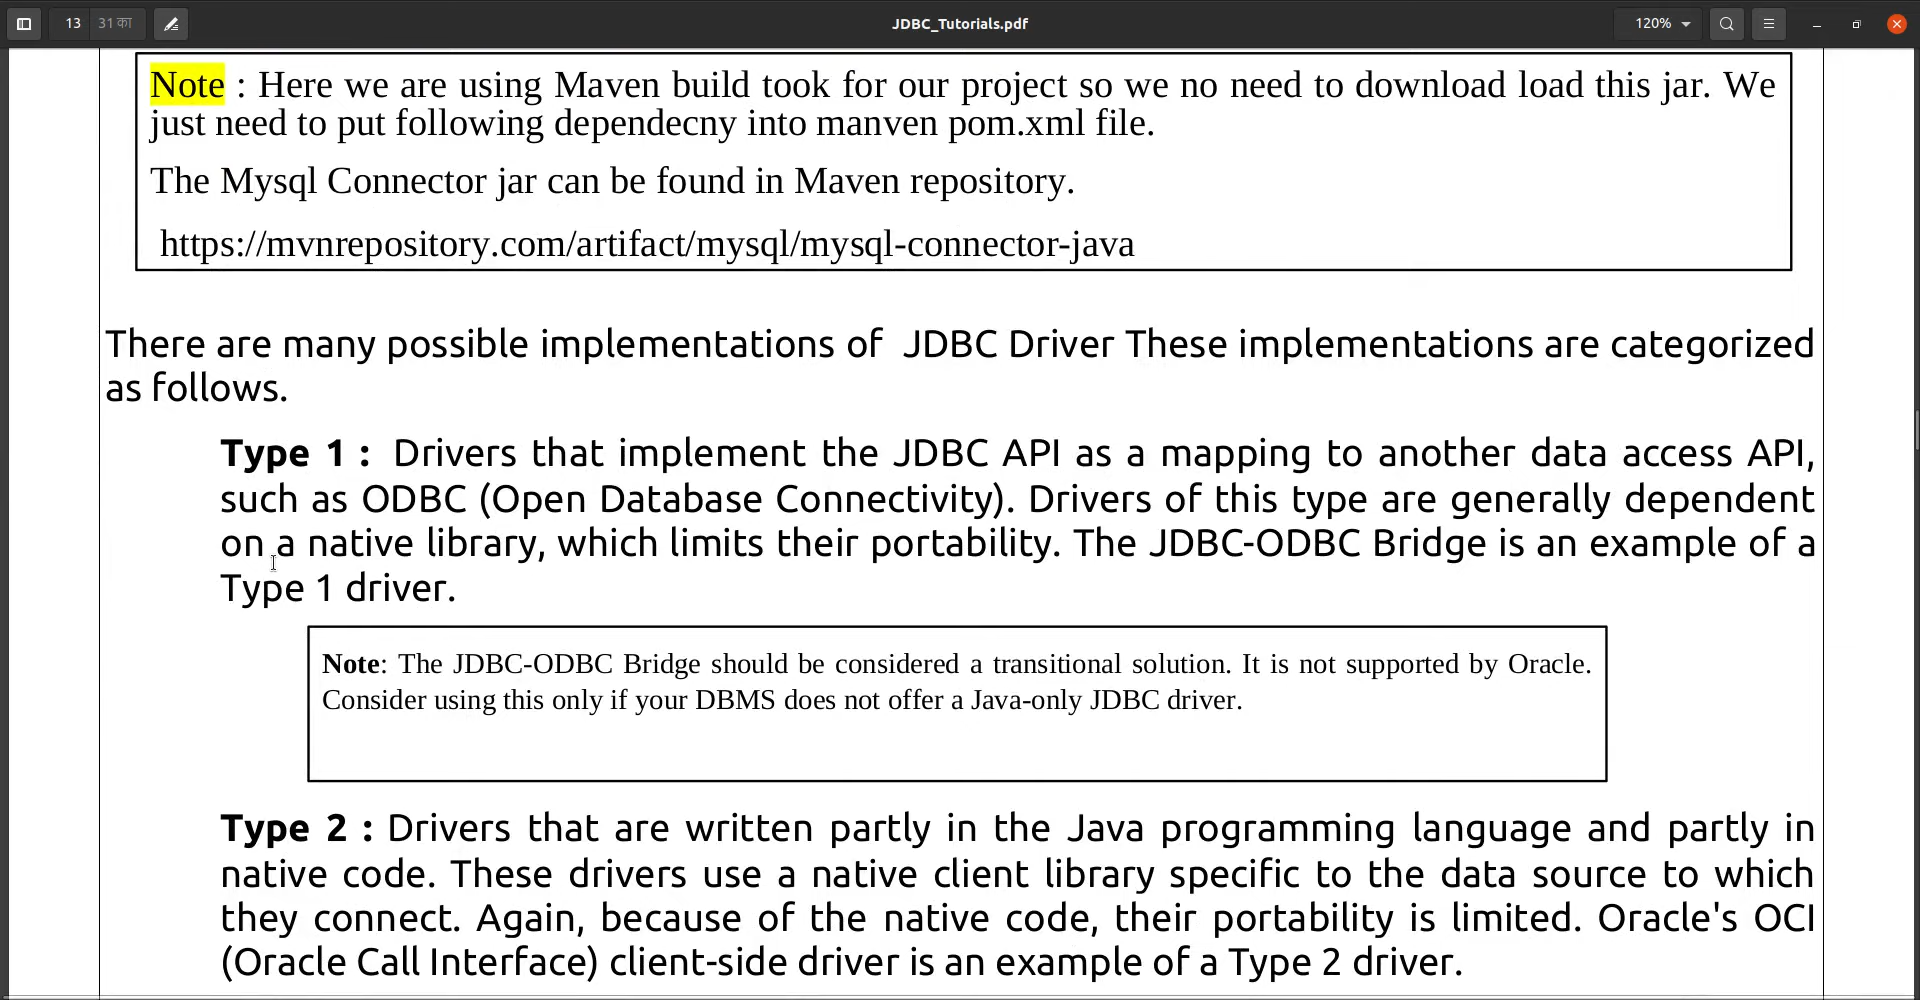 13 31 का JDBC_Tutorials.pdf 120%
Note : Here we are using Maven build took for our project so we no need to download load this jar. We
just need to put following dependecny into manven pom.xml file.
The Mysql Connector jar can be found in Maven repository.
https://mvnrepository.com/artifact/mysql/mysql-connector-java
There are many possible implementations of JDBC Driver These implementations are categorized
as follows.
Type 1 : Drivers that implement the JDBC API as a mapping to another data access API,
such as ODBC (Open Database Connectivity). Drivers of this type are generally dependent
on a native library, which limits their portability. The JDBC-ODBC Bridge is an example of a
Type 1 driver.
Note: The JDBC-ODBC Bridge should be considered a transitional solution. It is not supported by Oracle.
Consider using this only if your DBMS does not offer a Java-only JDBC driver.
Type 2 : Drivers that are written partly in the Java programming language and partly in
native code. These drivers use a native client library specific to the data source to which
they connect. Again, because of the native code, their portability is limited. Oracle's OCI
(Oracle Call Interface) client-side driver is an example of a Type 2 driver.